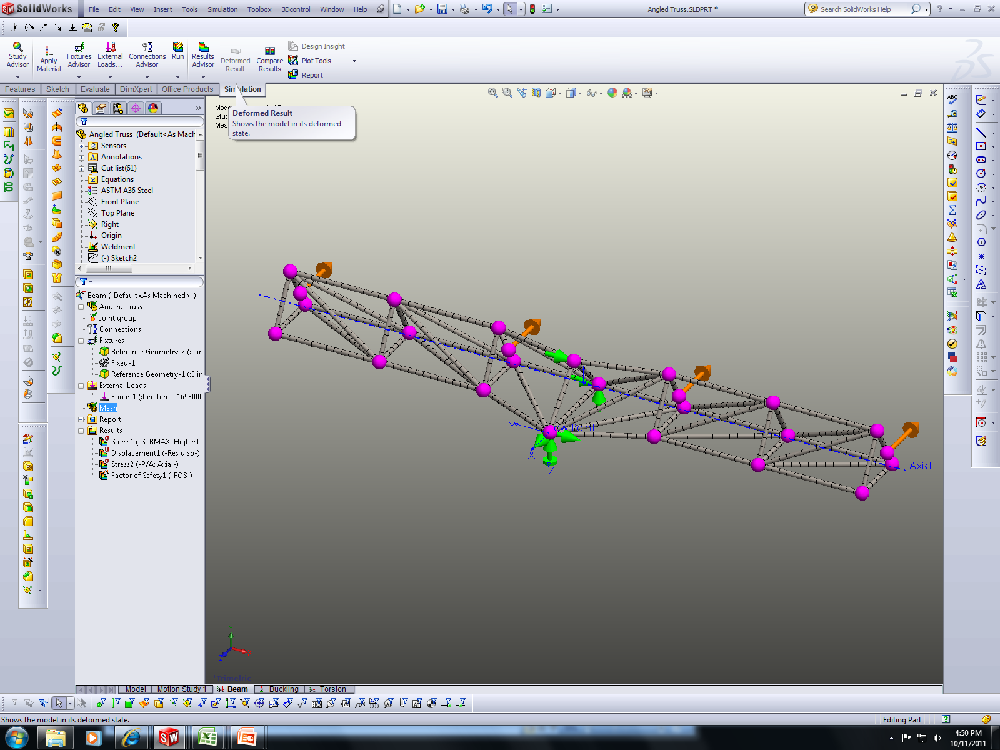 SolidWorks
File Edit View Insert Tools Simulation Toolbox 3Dcontrol Window Help
Angled Truss.SLDPRT *
Search SolidWorks Help
Study Advisor
Apply Material
Fixtures Advisor
External Loads...
Connections Advisor
Run
Results Advisor
Deformed Result
Compare Results
Design Insight
Plot Tools
Report
Features Sketch Evaluate DimXpert Office Products Simulation
Deformed Result
Shows the model in its deformed
state.
Angled Truss (Default<As Mach
Sensors
Annotations
Cut list(61)
Equations
ASTM A36 Steel
Front Plane
Top Plane
Right
Origin
Weldment
(-) Sketch2
Beam (-Default<As Machined>-)
Angled Truss
Joint group
Connections
Fixtures
Reference Geometry-2 (:0 in
Fixed-1
Reference Geometry-1 (:0 in
External Loads
Force-1 (:Per item: -1698000
Mesh
Report
Results
Stress1 (-STRMAX: Highest a
Displacement1 (-Res disp-)
Stress2 (-P/A: Axial-)
Factor of Safety1 (-FOS-)
Y
X
Z
Axis1
Z
*Trimetric
Model Motion Study 1 Beam Buckling Torsion
Shows the model in its deformed state.
Editing Part
4:50 PM
10/11/2011